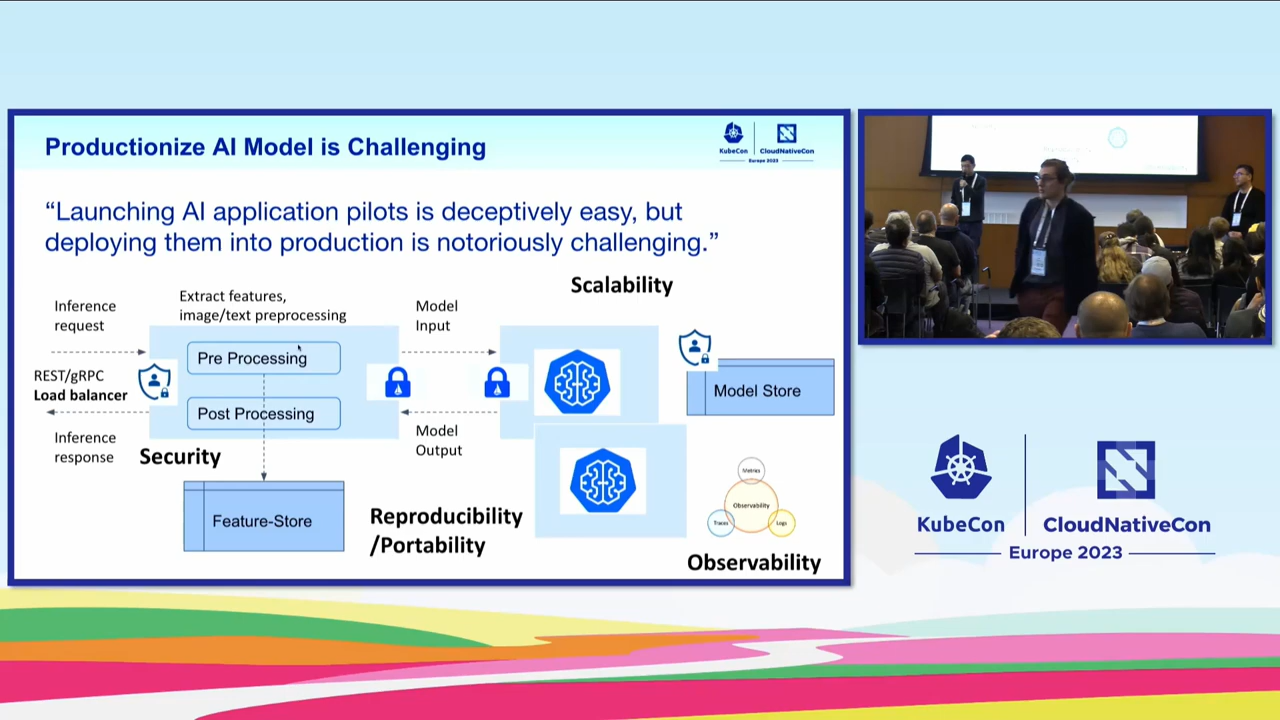 Productionize AI Model is Challenging
KubeCon
CloudNativeCon
Europe 2023
“Launching AI application pilots is deceptively easy, but
deploying them into production is notoriously challenging.”
Scalability
Inference
request
Extract features,
image/text preprocessing
Model
Input
Pre Processing
REST/gRPC
Load balancer
Model Store
Post Processing
Inference
response
Model
Output
Security
Metrics
Observability
Traces
Logs
Feature-Store
Reproducibility
/Portability
Observability
KubeCon
CloudNativeCon
Europe 2023